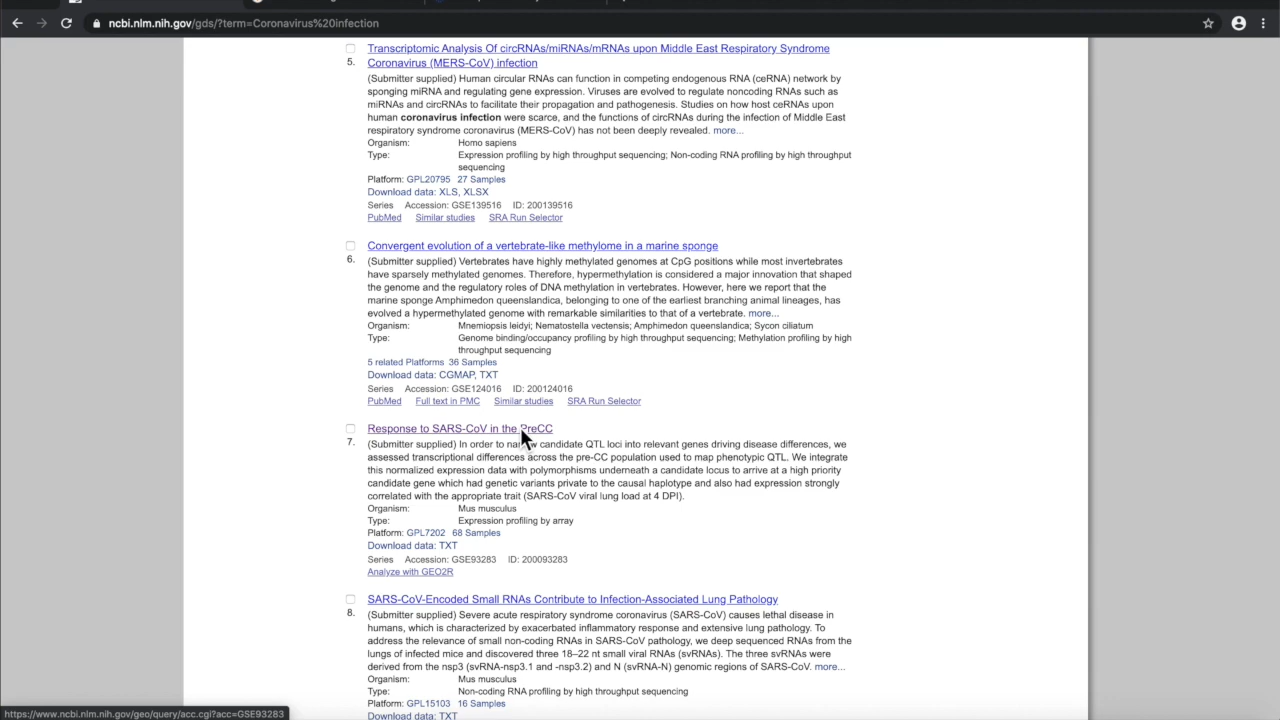 ncbi.nlm.nih.gov/gds/?term=Coronavirus%20infection
Transcriptomic Analysis Of circRNAs/miRNAs/mRNAs upon Middle East Respiratory Syndrome
5. Coronavirus (MERS-CoV) infection
(Submitter supplied) Human circular RNAs can function in competing endogenous RNA (ceRNA) network by
sponging miRNA and regulating gene expression. Viruses are evolved to regulate noncoding RNAs such as
miRNAs and circRNAs to facilitate their propagation and pathogenesis. Studies on how host ceRNAs upon
human coronavirus infection were scarce, and the functions of circRNAs during the infection of Middle East
respiratory syndrome coronavirus (MERS-CoV) has not been deeply revealed. more...
Organism: Homo sapiens
Type: Expression profiling by high throughput sequencing; Non-coding RNA profiling by high throughput
sequencing
Platform: GPL20795 27 Samples
Download data: XLS, XLSX
Series Accession: GSE139516 ID: 200139516
PubMed Similar studies SRA Run Selector
Convergent evolution of a vertebrate-like methylome in a marine sponge
6. (Submitter supplied) Vertebrates have highly methylated genomes at CpG positions while most invertebrates
have sparsely methylated genomes. Therefore, hypermethylation is considered a major innovation that shaped
the genome and the regulatory roles of DNA methylation in vertebrates. However, here we report that the
marine sponge Amphimedon queenslandica, belonging to one of the earliest branching animal lineages, has
evolved a hypermethylated genome with remarkable similarities to that of a vertebrate. more...
Organism: Mnemiopsis leidyi; Nematostella vectensis; Amphimedon queenslandica; Sycon ciliatum
Type: Genome binding/occupancy profiling by high throughput sequencing; Methylation profiling by high
throughput sequencing
5 related Platforms 36 Samples
Download data: CGMAP, TXT
Series Accession: GSE124016 ID: 200124016
PubMed Full text in PMC Similar studies SRA Run Selector
Response to SARS-CoV in the PreCC
7. (Submitter supplied) In order to narrow candidate QTL loci into relevant genes driving disease differences, we
assessed transcriptional differences across the pre-CC population used to map phenotypic QTL. We integrate
this normalized expression data with polymorphisms underneath a candidate locus to arrive at a high priority
candidate gene which had genetic variants private to the causal haplotype and also had expression strongly
correlated with the appropriate trait (SARS-CoV viral lung load at 4 DPI).
Organism: Mus musculus
Type: Expression profiling by array
Platform: GPL7202 68 Samples
Download data: TXT
Series Accession: GSE93283 ID: 200093283
Analyze with GEO2R
SARS-CoV-Encoded Small RNAs Contribute to Infection-Associated Lung Pathology
8. (Submitter supplied) Severe acute respiratory syndrome coronavirus (SARS-CoV) causes lethal disease in
humans, which is characterized by exacerbated inflammatory response and extensive lung pathology. To
address the relevance of small non-coding RNAs in SARS-CoV pathology, we deep sequenced RNAs from the
lungs of infected mice and discovered three 18–22 nt small viral RNAs (svRNAs). The three svRNAs were
derived from the nsp3 (svRNA-nsp3.1 and -nsp3.2) and N (svRNA-N) genomic regions of SARS-CoV. more...
Organism: Mus musculus
Type: Non-coding RNA profiling by high throughput sequencing
Platform: GPL15103 16 Samples
Download data: TXT
https://www.ncbi.nlm.nih.gov/geo/query/acc.cgi?acc=GSE93283